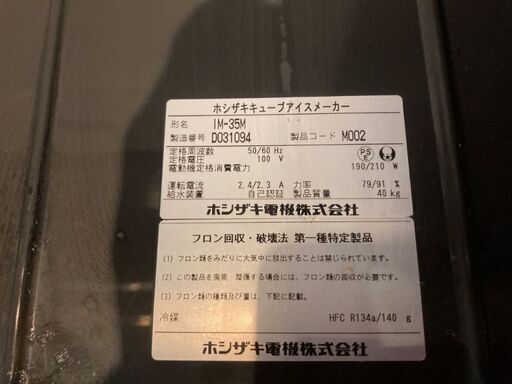 ホシザキキューブアイスメーカー
形名 IM-35M
製造番号 D031094 製品コード M002
定格周波数 50/60 Hz
定格電圧 100 V
電動機定格消費電力 190/210 W
PS E
運転電流 2.4/2.3 A 力率 79/91 %
給水装置 自己認証 製品質量 40 kg
ホシザキ電機株式会社
フロン回収・破壊法 第一種特定製品
(1) フロン類をみだりに大気中に放出することは禁じられています。
(2) この製品を廃棄・整備する場合には、フロン類の回収が必要です。
(3) フロン類の種類及び量は、下記に記載。
冷媒 HFC R134a/140 g
ホシザキ電機株式会社